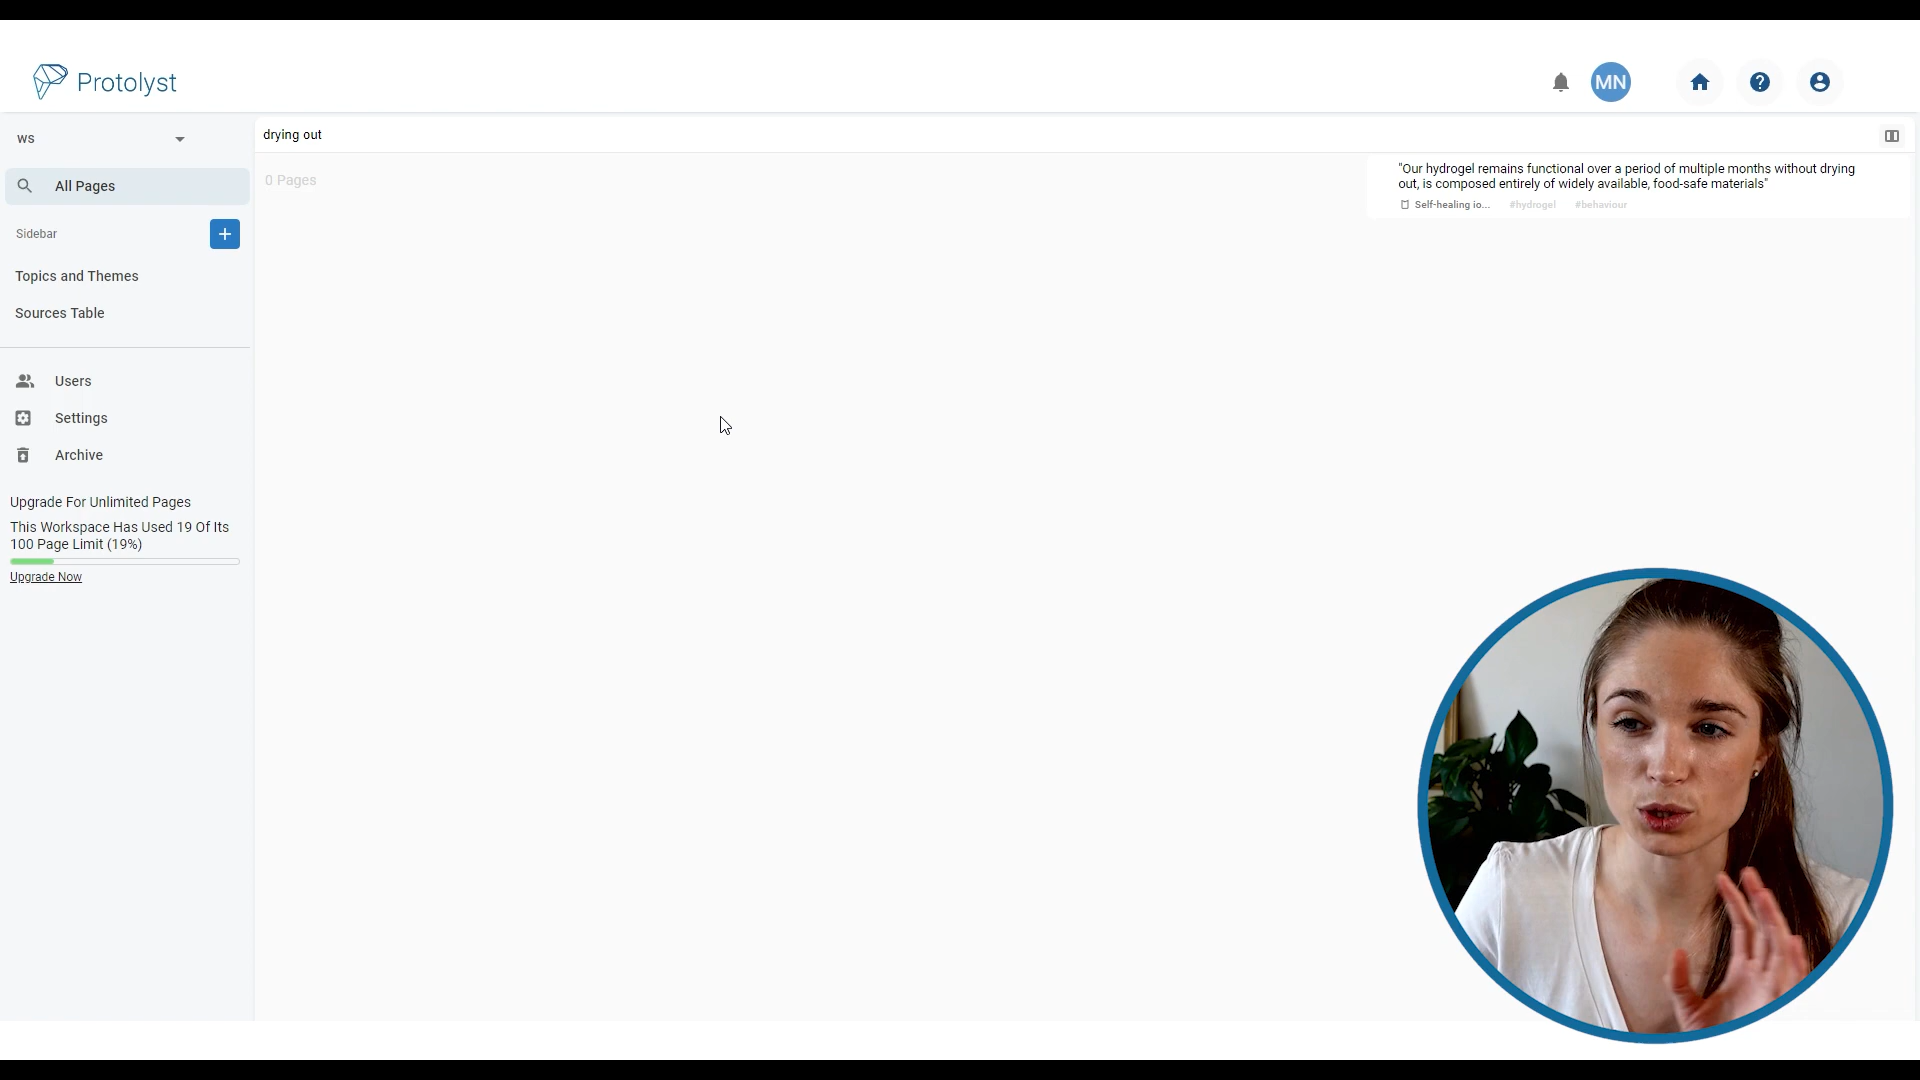 Protolyst
MN
ws
drying out
All Pages
0 Pages
"Our hydrogel remains functional over a period of multiple months without drying
out, is composed entirely of widely available, food-safe materials"
Self-healing io... #hydrogel #behaviour
Sidebar
+
Topics and Themes
Sources Table
Users
Settings
Archive
Upgrade For Unlimited Pages
This Workspace Has Used 19 Of Its
100 Page Limit (19%)
Upgrade Now